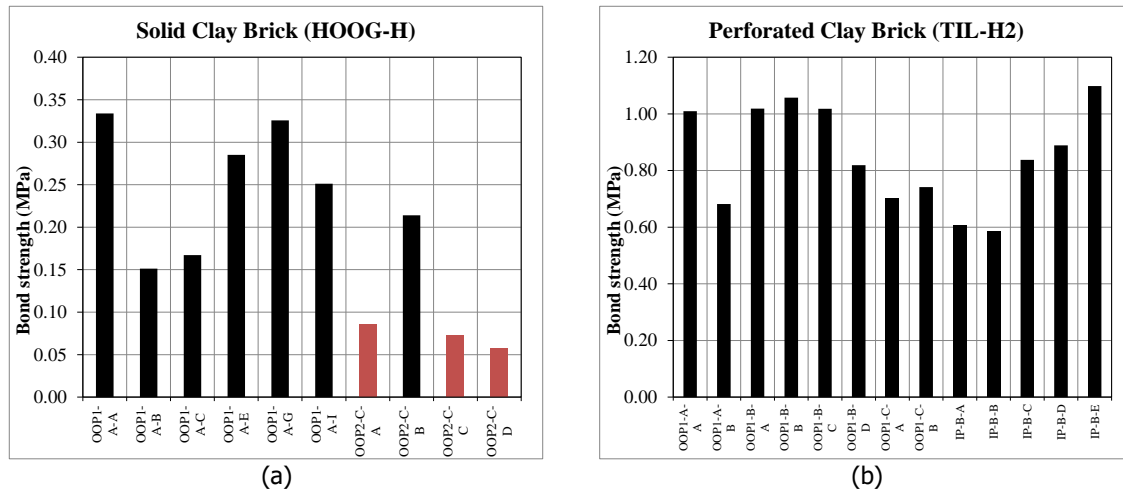 Solid Clay Brick (HOOG-H)
Bond strength (MPa)
0.40
0.35
0.30
0.25
0.20
0.15
0.10
0.05
0.00
OOP1-
A-A
OOP1-
A-B
OOP1-
A-C
OOP1-
A-E
OOP1-
A-G
OOP1-
A-I
OOP2-C-
A
OOP2-C-
B
OOP2-C-
C
OOP2-C-
D
(a)
Perforated Clay Brick (TIL-H2)
Bond strength (MPa)
1.20
1.00
0.80
0.60
0.40
0.20
0.00
OOP1-A-
A
OOP1-A-
B
OOP1-B-
A
OOP1-B-
B
OOP1-B-
C
OOP1-B-
D
OOP1-C-
A
OOP1-C-
B
IP-B-A
IP-B-B
IP-B-C
IP-B-D
IP-B-E
(b)